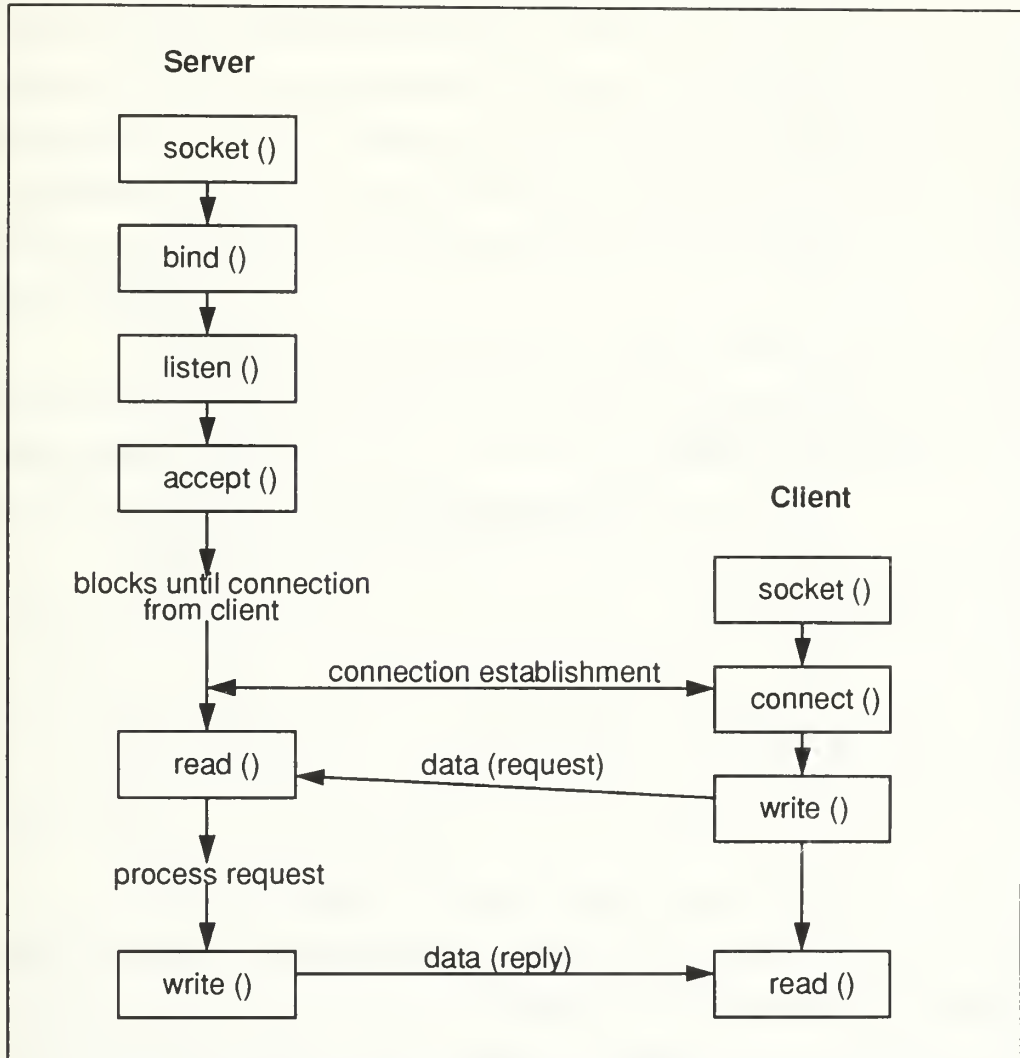 Server
socket ()
bind ()
listen ()
accept ()
blocks until connection
from client
Client
socket ()
connection establishment
connect ()
read ()
data (request)
write ()
process request
write ()
data (reply)
read ()